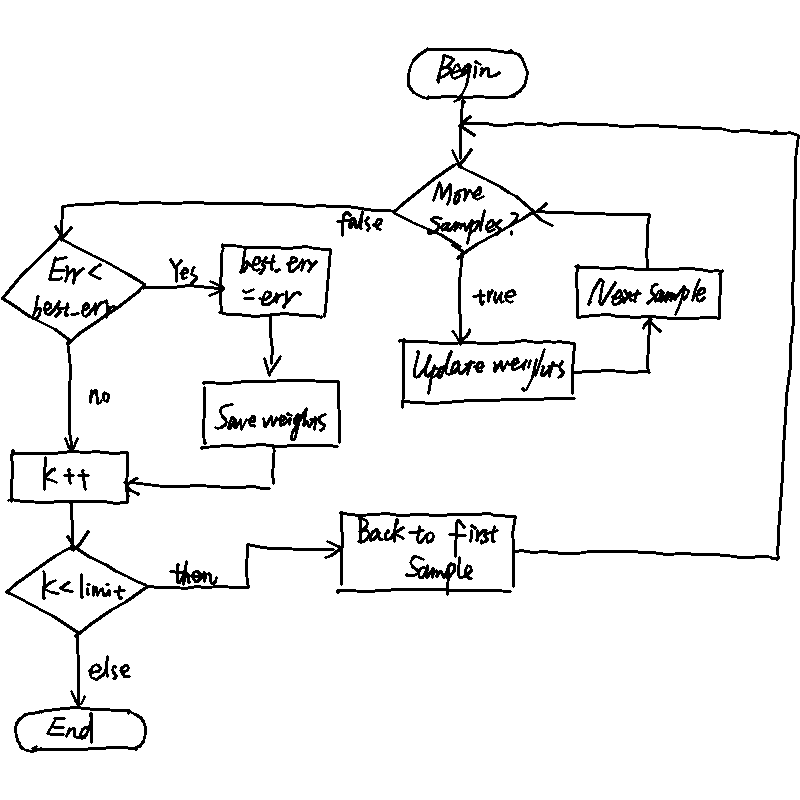 Begin
More
Samples?
false
true
Update weights
Next Sample
Err <
best_err
Yes
best_err
= err
Save weights
no
k++
k < limit
then
Back to first
Sample
else
End